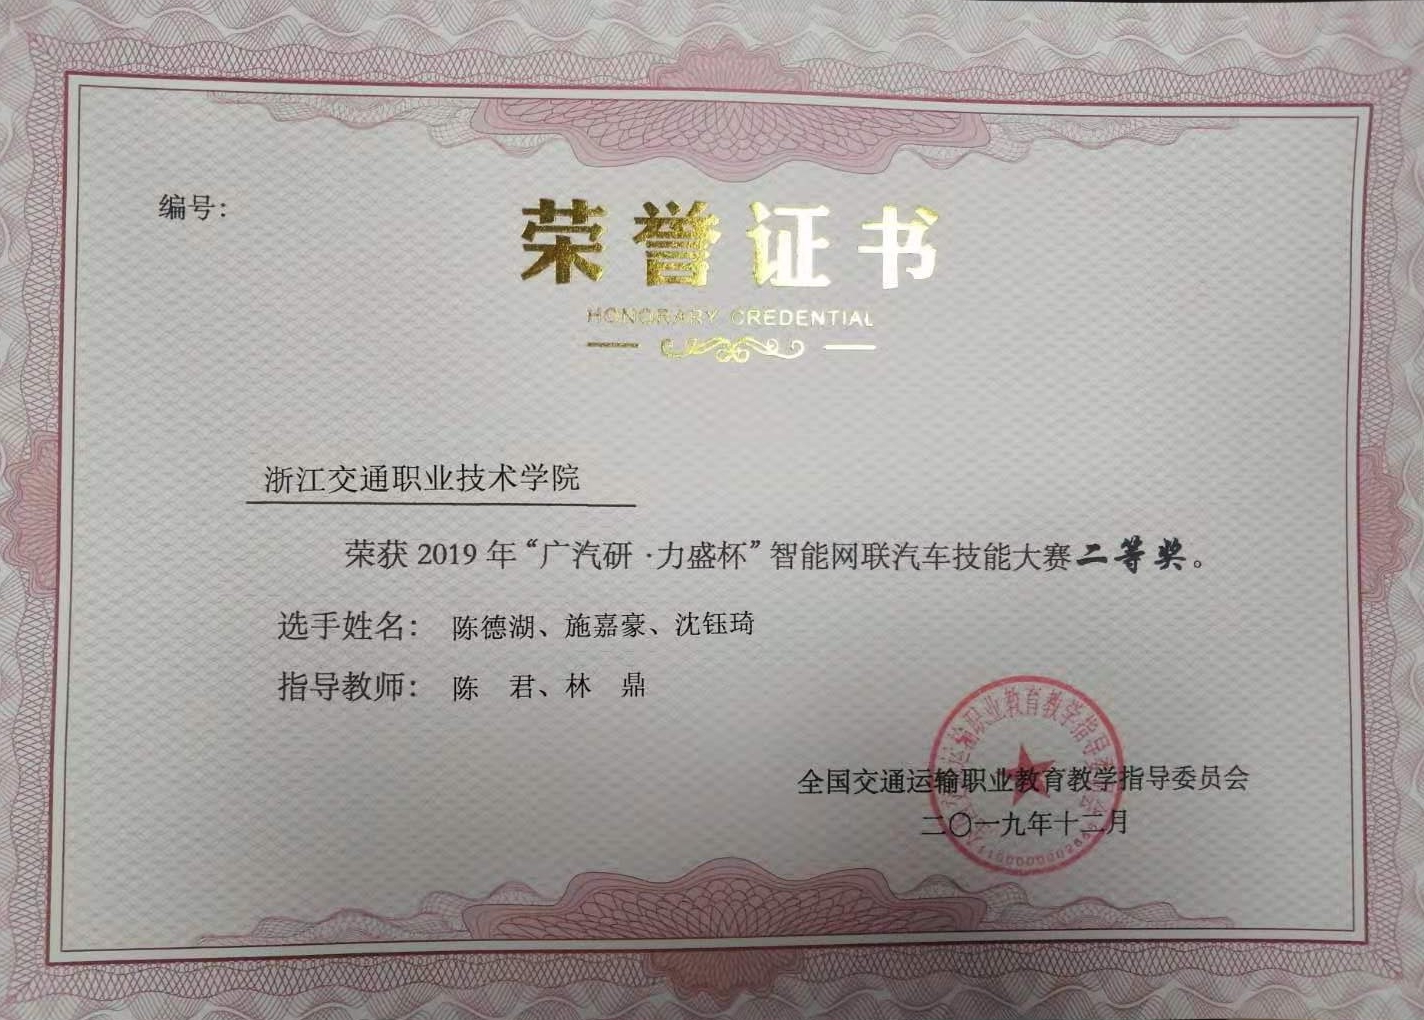 编号：
荣誉证书
HONORARY CREDENTIAL
浙江交通职业技术学院
荣获 2019 年“广汽研·力盛杯”智能网联汽车技能大赛二等奖。
选手姓名： 陈德湖、施嘉豪、沈钰琦
指导教师： 陈　君、林　鼎
全国交通运输职业教育教学指导委员会
二〇一九年十二月